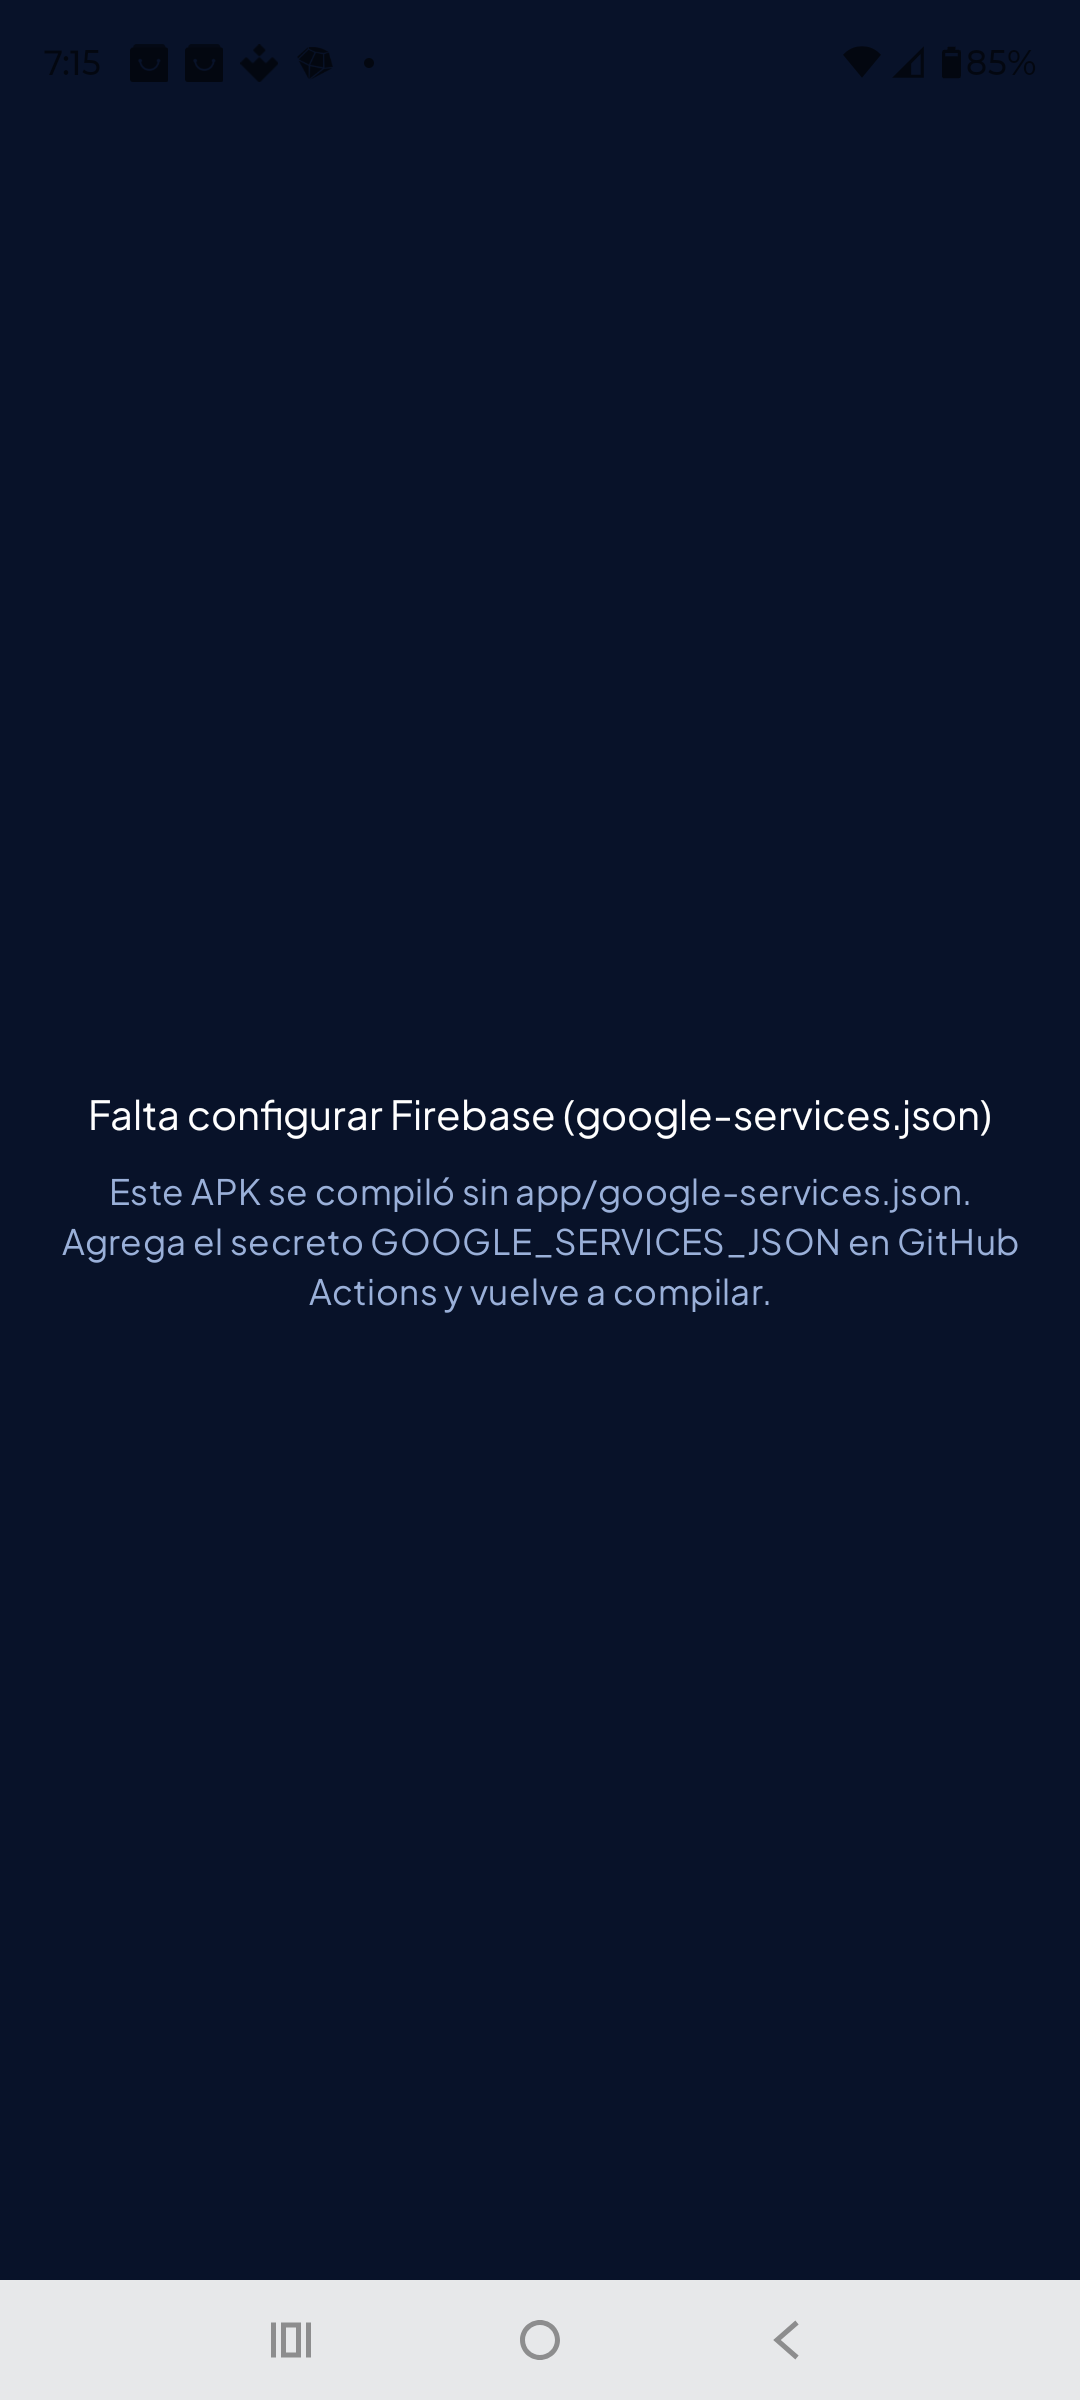 7:15 85%
Falta configurar Firebase (google-services.json)
Este APK se compiló sin app/google-services.json.
Agrega el secreto GOOGLE_SERVICES_JSON en GitHub
Actions y vuelve a compilar.